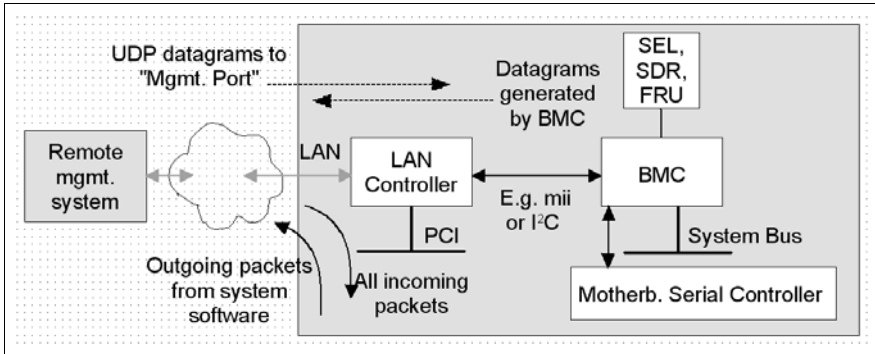 UDP datagrams to
"Mgmt. Port"
Datagrams
generated
by BMC
SEL,
SDR,
FRU
Remote
mgmt.
system
LAN
LAN
Controller
E.g. mii
or I²C
BMC
PCI
System Bus
Outgoing packets
from system
software
All incoming
packets
Motherb. Serial Controller